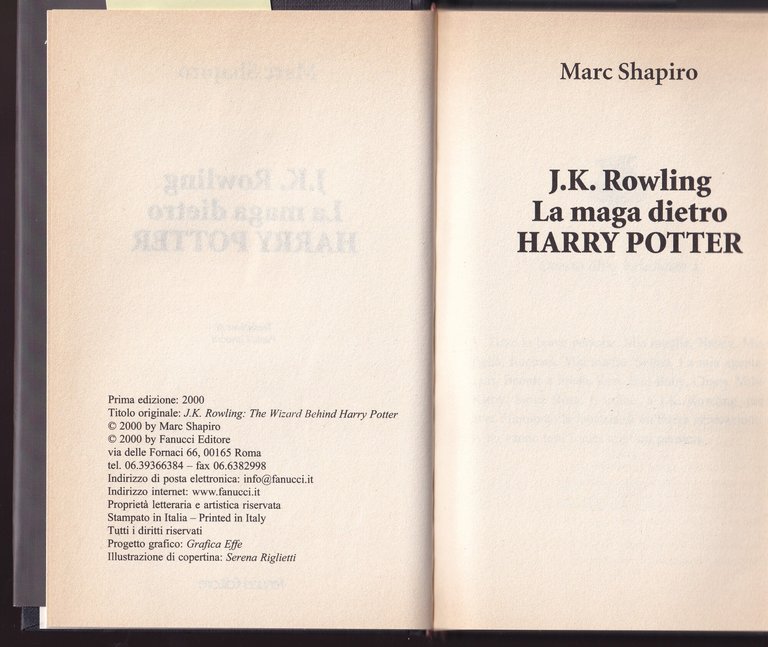 Prima edizione: 2000
Titolo originale: J.K. Rowling: The Wizard Behind Harry Potter
© 2000 by Marc Shapiro
© 2000 by Fanucci Editore
via delle Fornaci 66, 00165 Roma
tel. 06.39366384 – fax 06.6382998
Indirizzo di posta elettronica: info@fanucci.it
Indirizzo internet: www.fanucci.it
Proprietà letteraria e artistica riservata
Stampato in Italia – Printed in Italy
Tutti i diritti riservati
Progetto grafico: Grafica Effe
Illustrazione di copertina: Serena Riglietti
Marc Shapiro
J.K. Rowling
La maga dietro
HARRY POTTER